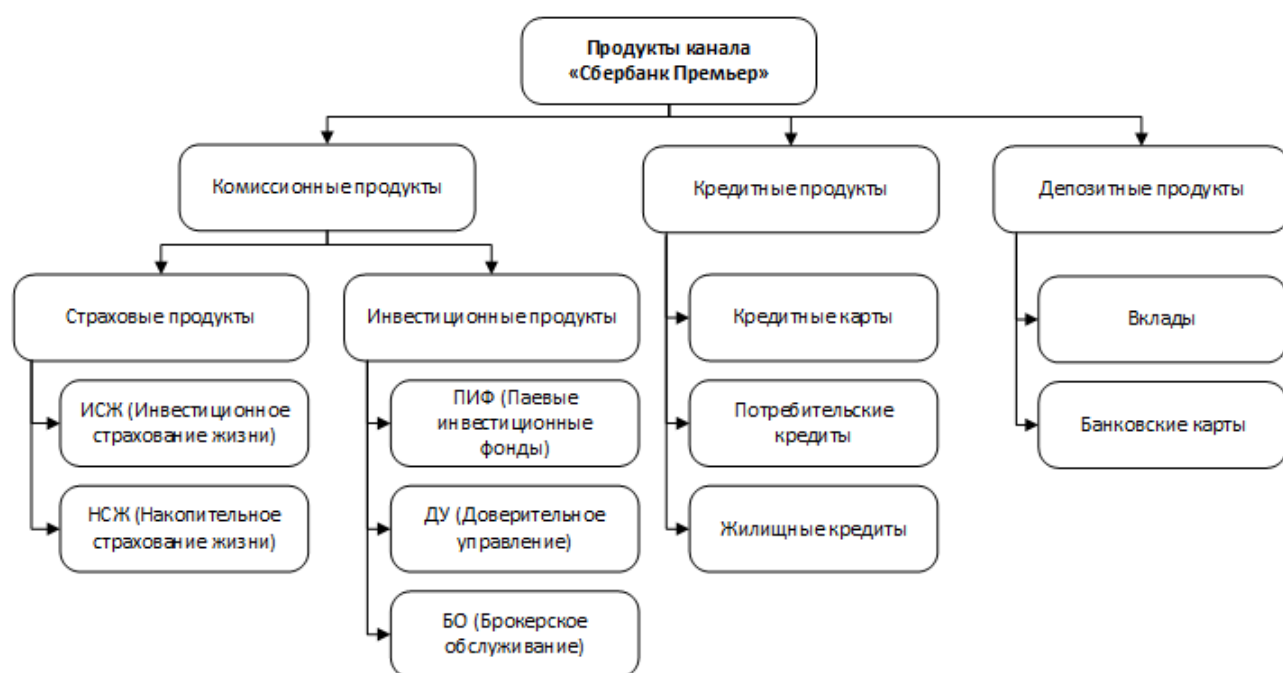 Продукты канала
«Сбербанк Премьер»
Комиссионные продукты
Кредитные продукты
Депозитные продукты
Страховые продукты
Инвестиционные продукты
Кредитные карты
Вклады
ИСЖ (Инвестиционное
страхование жизни)
ПИФ (Паевые
инвестиционные
фонды)
Потребительские
кредиты
Банковские карты
НСЖ (Накопительное
страхование жизни)
ДУ (Доверительное
управление)
Жилищные кредиты
БО (Брокерское
обслуживание)